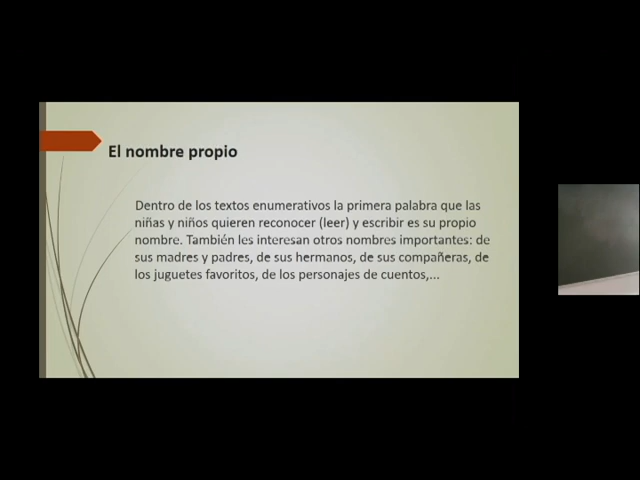 El nombre propio
Dentro de los textos enumerativos la primera palabra que las
niñas y niños quieren reconocer (leer) y escribir es su propio
nombre. También les interesan otros nombres importantes: de
sus madres y padres, de sus hermanos, de sus compañeras, de
los juguetes favoritos, de los personajes de cuentos,...